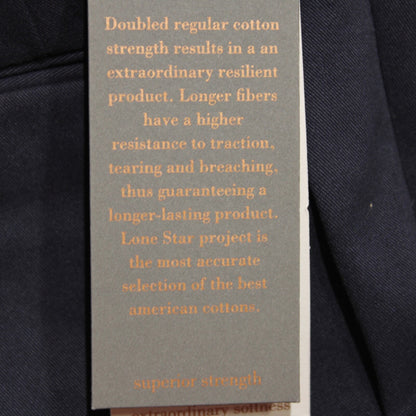 Doubled regular cotton
strength results in a an
extraordinary resilient
product. Longer fibers
have a higher
resistance to traction,
tearing and breaching,
thus guaranteeing a
longer-lasting product.
Lone Star project is
the most accurate
selection of the best
american cottons.
superior strength
extraordinary softness